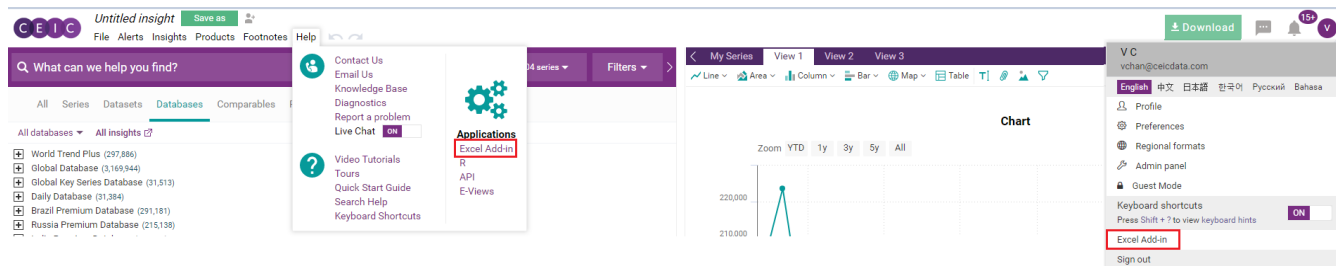 CEIC
Untitled insight Save as
File Alerts Insights Products Footnotes Help
Download 15+ V
What can we help you find?
04 series Filters
All Series Datasets Databases Comparables
All databases All insights
World Trend Plus (297,886)
Global Database (3,169,944)
Global Key Series Database (31,513)
Daily Database (31,384)
Brazil Premium Database (291,181)
Russia Premium Database (215,138)
Contact Us
Email Us
Knowledge Base
Diagnostics
Report a problem
Live Chat ON
Video Tutorials
Tours
Quick Start Guide
Search Help
Keyboard Shortcuts
Applications
Excel Add-in
R
API
E-Views
My Series View 1 View 2 View 3
Line Area Column Bar Map Table T
Chart
Zoom YTD 1y 3y 5y All
220,000
210,000
V C
vchan@ceicdata.com
English 中文 日本語 한국어 Русский Bahasa
Profile
Preferences
Regional formats
Admin panel
Guest Mode
Keyboard shortcuts ON
Press Shift + ? to view keyboard hints
Excel Add-in
Sign out